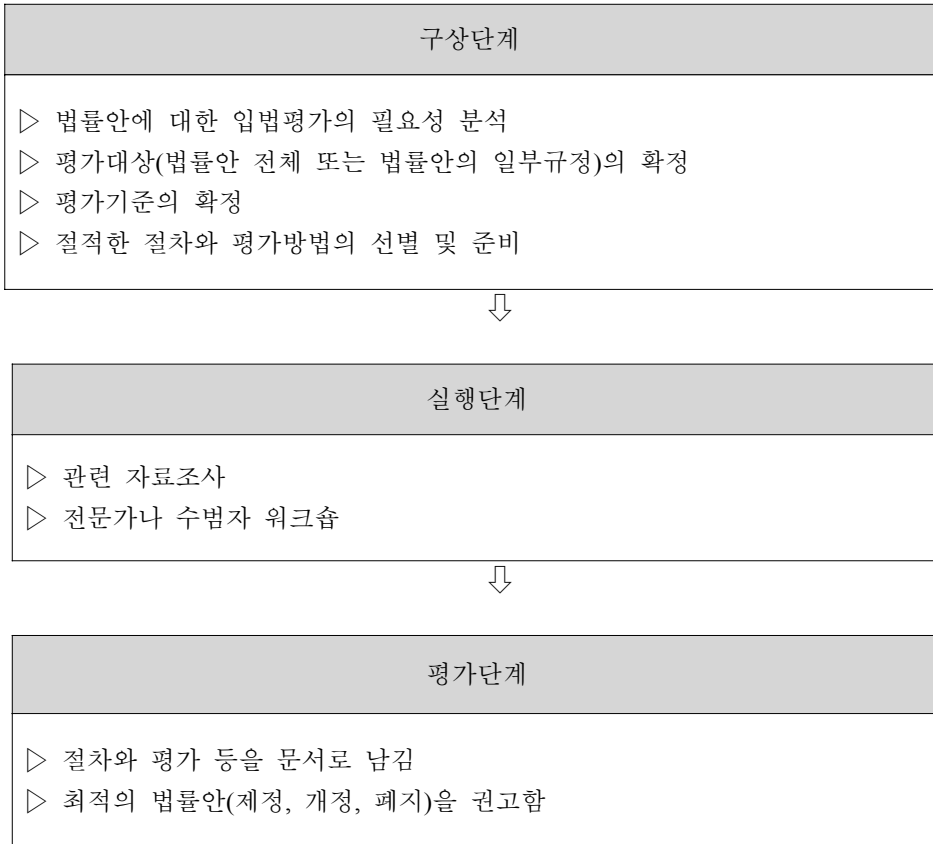 구상단계
▷ 법률안에 대한 입법평가의 필요성 분석
▷ 평가대상(법률안 전체 또는 법률안의 일부규정)의 확정
▷ 평가기준의 확정
▷ 절적한 절차와 평가방법의 선별 및 준비
⇩
실행단계
▷ 관련 자료조사
▷ 전문가나 수범자 워크숍
⇩
평가단계
▷ 절차와 평가 등을 문서로 남김
▷ 최적의 법률안(제정, 개정, 폐지)을 권고함